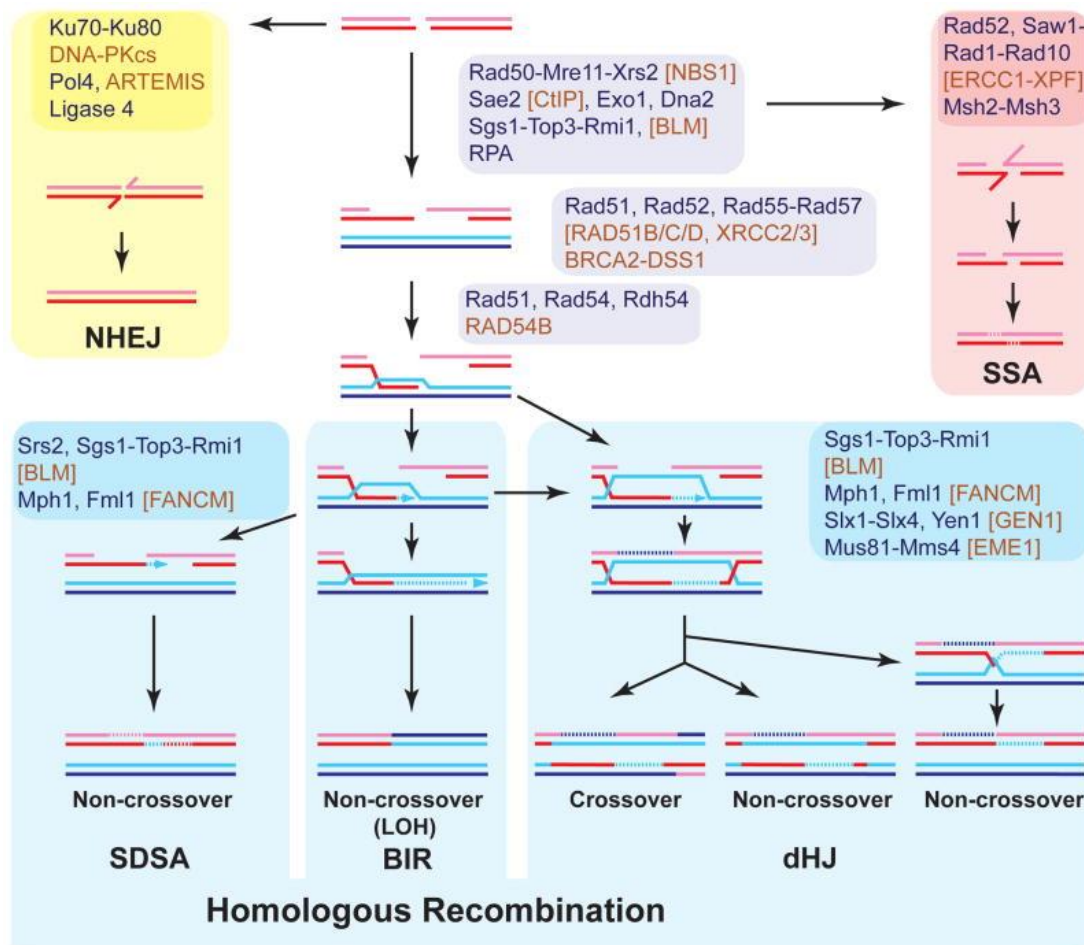 Ku70-Ku80
DNA-PKcs
Pol4, ARTEMIS
Ligase 4
NHEJ
Rad50-Mre11-Xrs2 [NBS1]
Sae2 [CtIP], Exo1, Dna2
Sgs1-Top3-Rmi1, [BLM]
RPA
Rad52, Saw1-
Rad1-Rad10
[ERCC1-XPF]
Msh2-Msh3
SSA
Rad51, Rad52, Rad55-Rad57
[RAD51B/C/D, XRCC2/3]
BRCA2-DSS1
Rad51, Rad54, Rdh54
RAD54B
Srs2, Sgs1-Top3-Rmi1
[BLM]
Mph1, Fml1 [FANCM]
Sgs1-Top3-Rmi1
[BLM]
Mph1, Fml1 [FANCM]
Slx1-Slx4, Yen1 [GEN1]
Mus81-Mms4 [EME1]
Non-crossover
SDSA
Non-crossover
(LOH)
BIR
Crossover
Non-crossover
Non-crossover
dHJ
Homologous Recombination